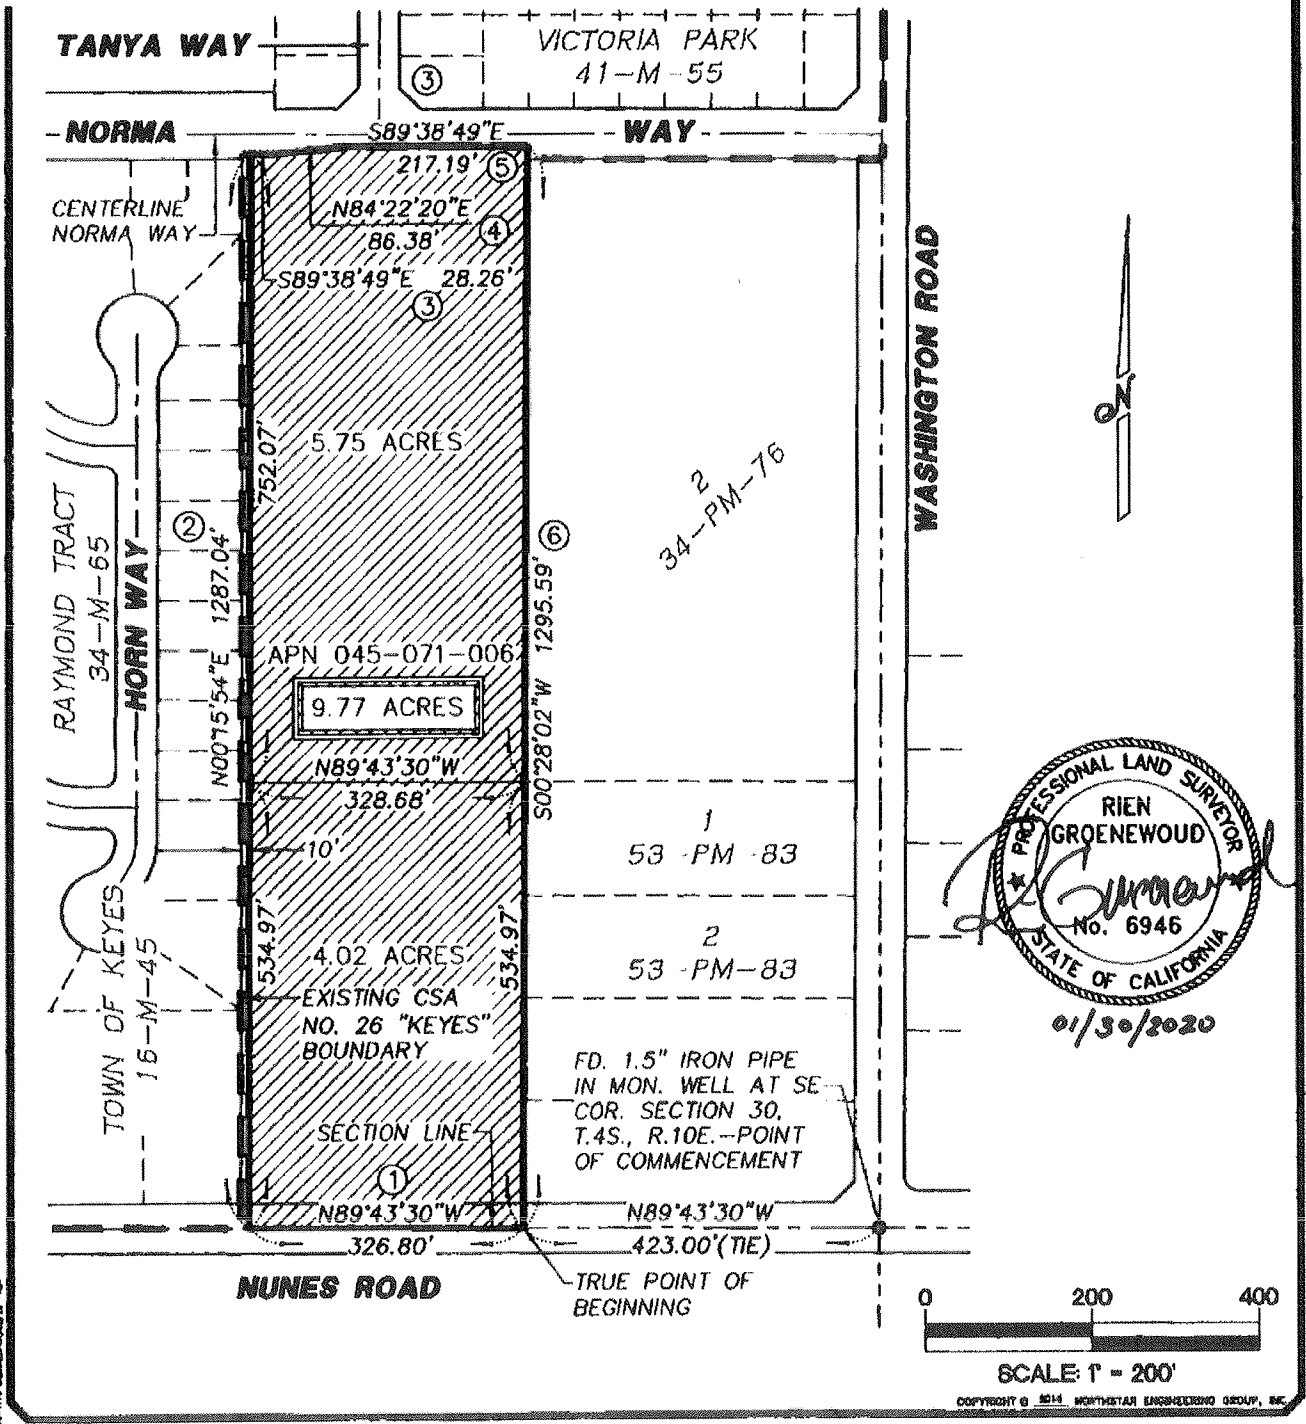 TANYA WAY
VICTORIA PARK
41-M-55
3
NORMA
S89°38'49"E
WAY
217.19'
5
CENTERLINE
NORMA WAY
N84°22'20"E
86.38'
4
S89°38'49"E 28.26'
3
WASHINGTON ROAD
N
752.07'
5.75 ACRES
2
34-PM-76
RAYMOND TRACT
34-M-65
HORN WAY
2
N00°15'54"E 1287.04'
6
S00°28'02"W 1295.59'
APN 045-071-006
9.77 ACRES
N89°43'30"W
328.68'
10'
1
53-PM-83
2
53-PM-83
PROFESSIONAL LAND SURVEYOR
RIEN
GROENEWOUD
No. 6946
STATE OF CALIFORNIA
01/30/2020
TOWN OF KEYES
16-M-45
534.97'
4.02 ACRES
534.97'
EXISTING CSA
NO. 26 "KEYES"
BOUNDARY
FD. 1.5" IRON PIPE
IN MON. WELL AT SE
COR. SECTION 30,
T.4S., R.10E.-POINT
OF COMMENCEMENT
SECTION LINE
1
N89°43'30"W
326.80'
N89°43'30"W
423.00'(TIE)
NUNES ROAD
TRUE POINT OF
BEGINNING
0 200 400
SCALE: 1" = 200'
COPYRIGHT © 2014 NORTHSTAR ENGINEERING GROUP, INC.